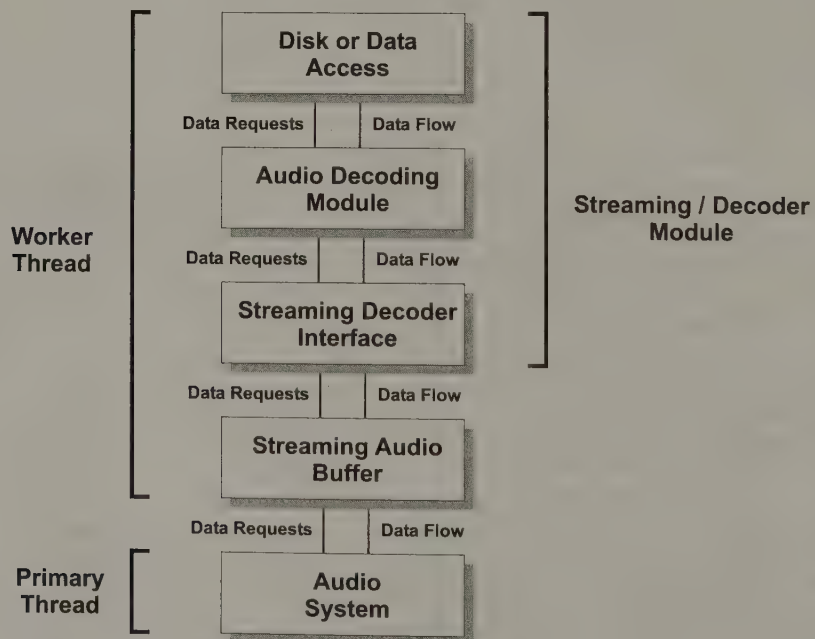 Disk or Data
Access
Data Requests
Data Flow
Audio Decoding
Module
Streaming / Decoder
Module
Worker
Thread
Data Requests
Data Flow
Streaming Decoder
Interface
Data Requests
Data Flow
Streaming Audio
Buffer
Data Requests
Data Flow
Primary
Thread
Audio
System